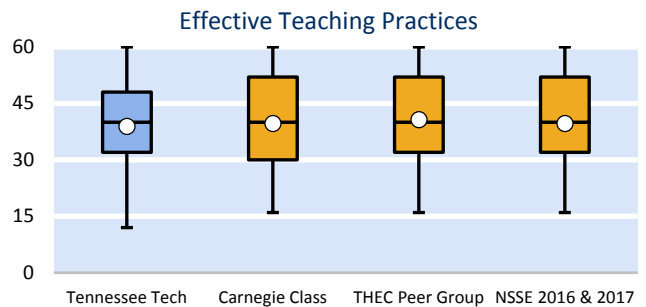 Effective Teaching Practices
60
45
30
15
0
Tennessee Tech Carnegie Class THEC Peer Group NSSE 2016 & 2017